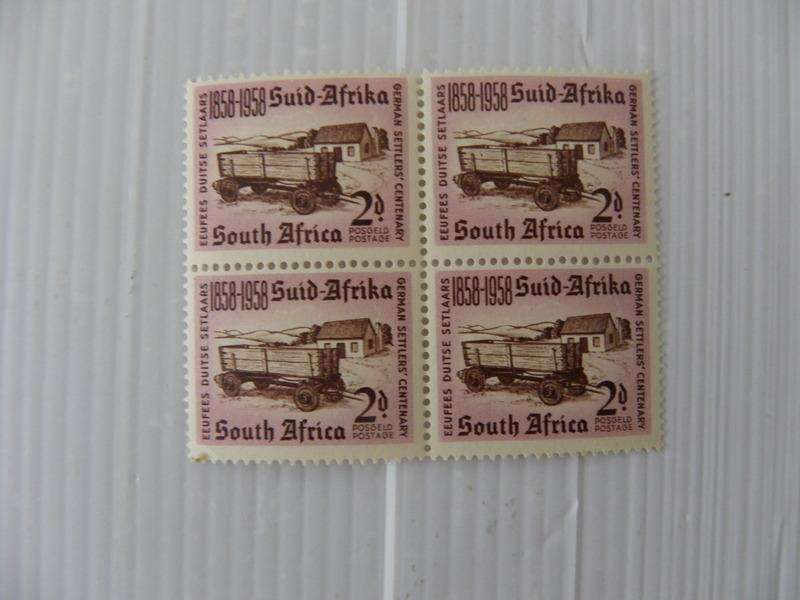 1858-1958 Suid-Afrika
EEUFEES DUITSE SETLAARS
GERMAN SETTLERS' CENTENARY
2D
South Africa
POSGELD
POSTAGE
1858-1958 Suid-Afrika
EEUFEES DUITSE SETLAARS
GERMAN SETTLERS' CENTENARY
2D
South Africa
POSGELD
POSTAGE
1858-1958 Suid-Afrika
EEUFEES DUITSE SETLAARS
GERMAN SETTLERS' CENTENARY
2D
South Africa
POSGELD
POSTAGE
1858-1958 Suid-Afrika
EEUFEES DUITSE SETLAARS
GERMAN SETTLERS' CENTENARY
2D
South Africa
POSGELD
POSTAGE